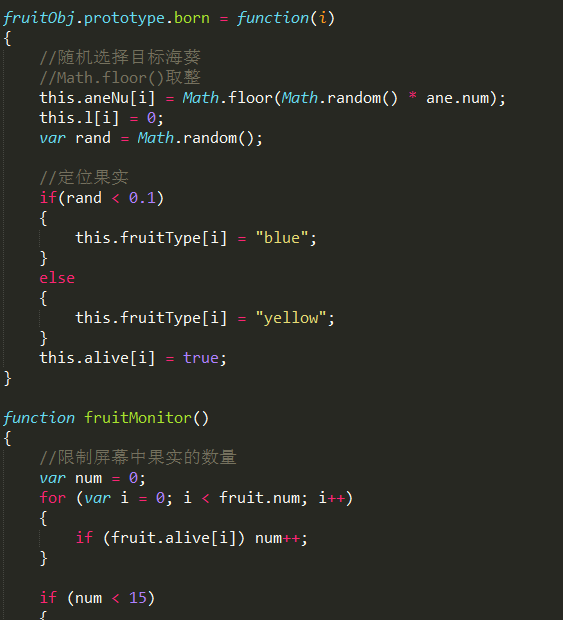 fruitObj.prototype.born = function(i)
{
//随机选择目标海葵
//Math.floor()取整
this.aneNu[i] = Math.floor(Math.random() * ane.num);
this.l[i] = 0;
var rand = Math.random();
//定位果实
if(rand < 0.1)
{
this.fruitType[i] = "blue";
}
else
{
this.fruitType[i] = "yellow";
}
this.alive[i] = true;
}
function fruitMonitor()
{
//限制屏幕中果实的数量
var num = 0;
for (var i = 0; i < fruit.num; i++)
{
if (fruit.alive[i]) num++;
}
if (num < 15)
{